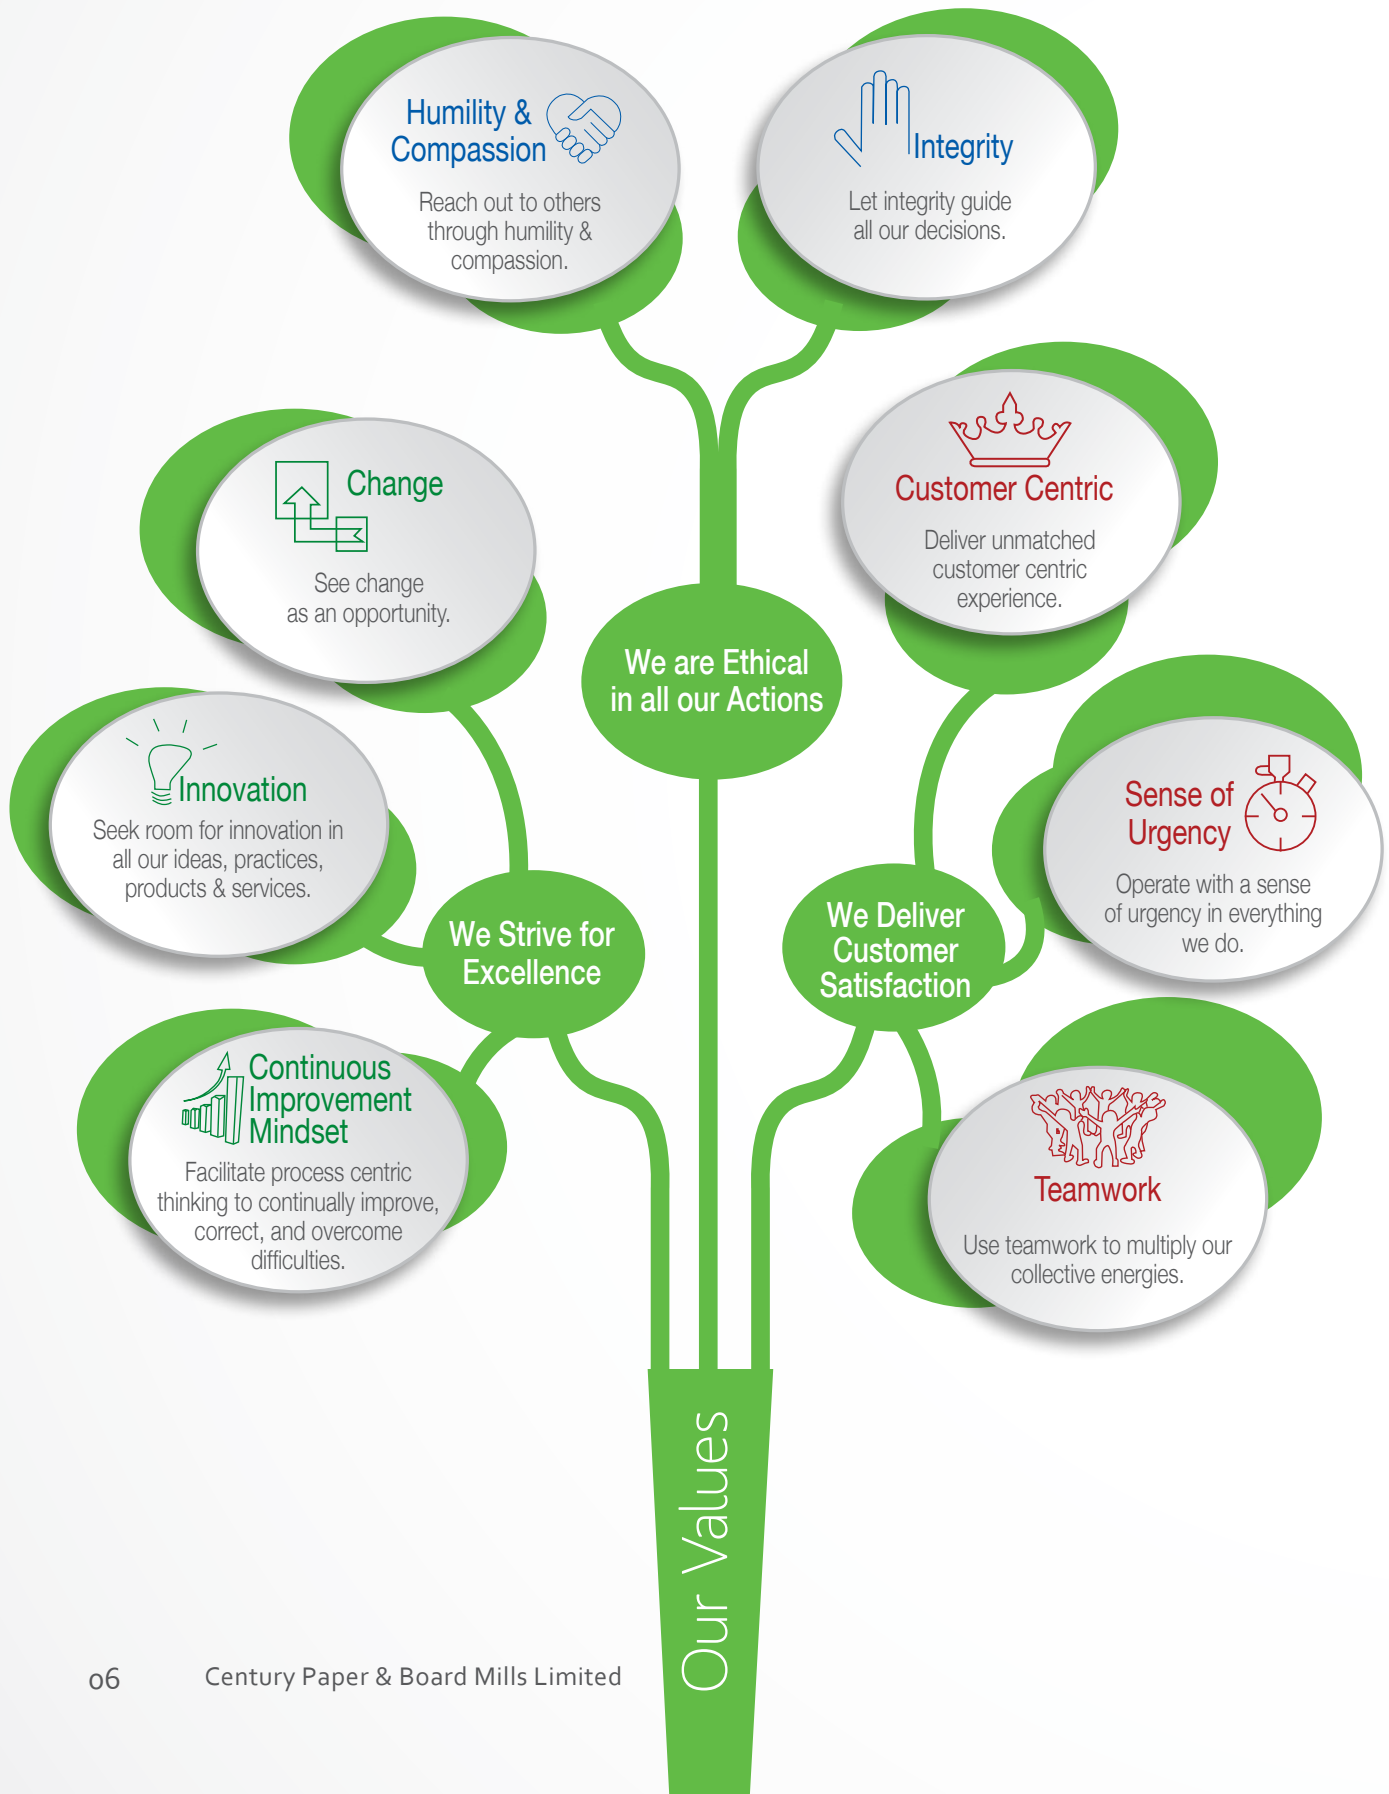 Humility &
Compassion
Reach out to others
through humility &
compassion.
Integrity
Let integrity guide
all our decisions.
Change
See change
as an opportunity.
Customer Centric
Deliver unmatched
customer centric
experience.
We are Ethical
in all our Actions
Innovation
Seek room for innovation in
all our ideas, practices,
products & services.
Sense of
Urgency
Operate with a sense
of urgency in everything
we do.
We Strive for
Excellence
We Deliver
Customer
Satisfaction
Continuous
Improvement
Mindset
Facilitate process centric
thinking to continually improve,
correct, and overcome
difficulties.
Teamwork
Use teamwork to multiply our
collective energies.
Our Values
06
Century Paper & Board Mills Limited